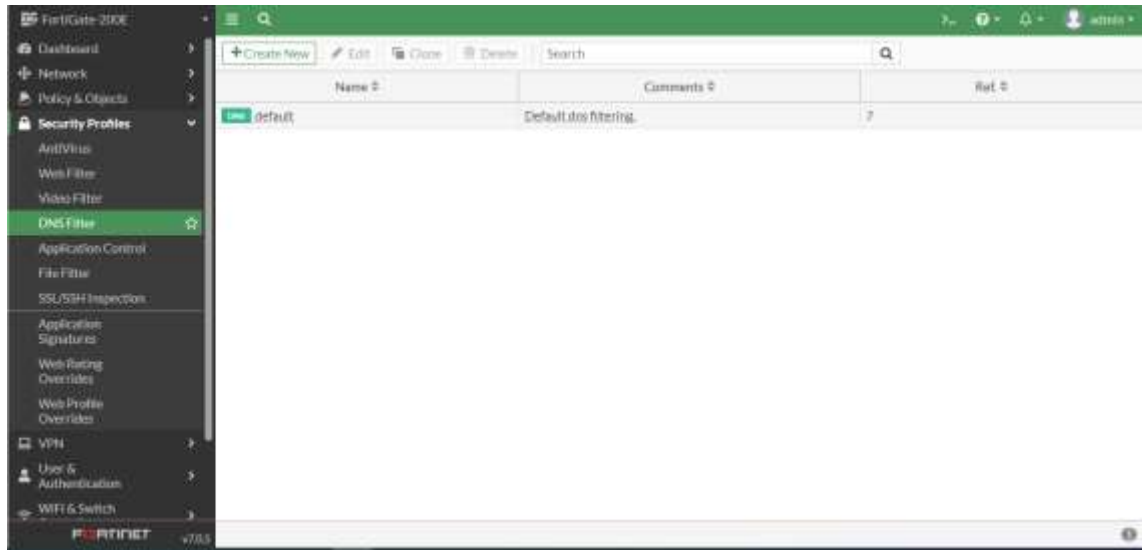 FortiGate-200E
admin
Dashboard
Network
Policy & Objects
Security Profiles
AntiVirus
Web Filter
Video Filter
DNS Filter
Application Control
File Filter
SSL/SSH Inspection
Application
Signatures
Web Rating
Overrides
Web Profile
Overrides
VPN
User &
Authentication
WiFi & Switch
FORTINET
+ Create New Edit Clone Delete Search
Name Comments Ref.
DNS default Default dns filtering. 7